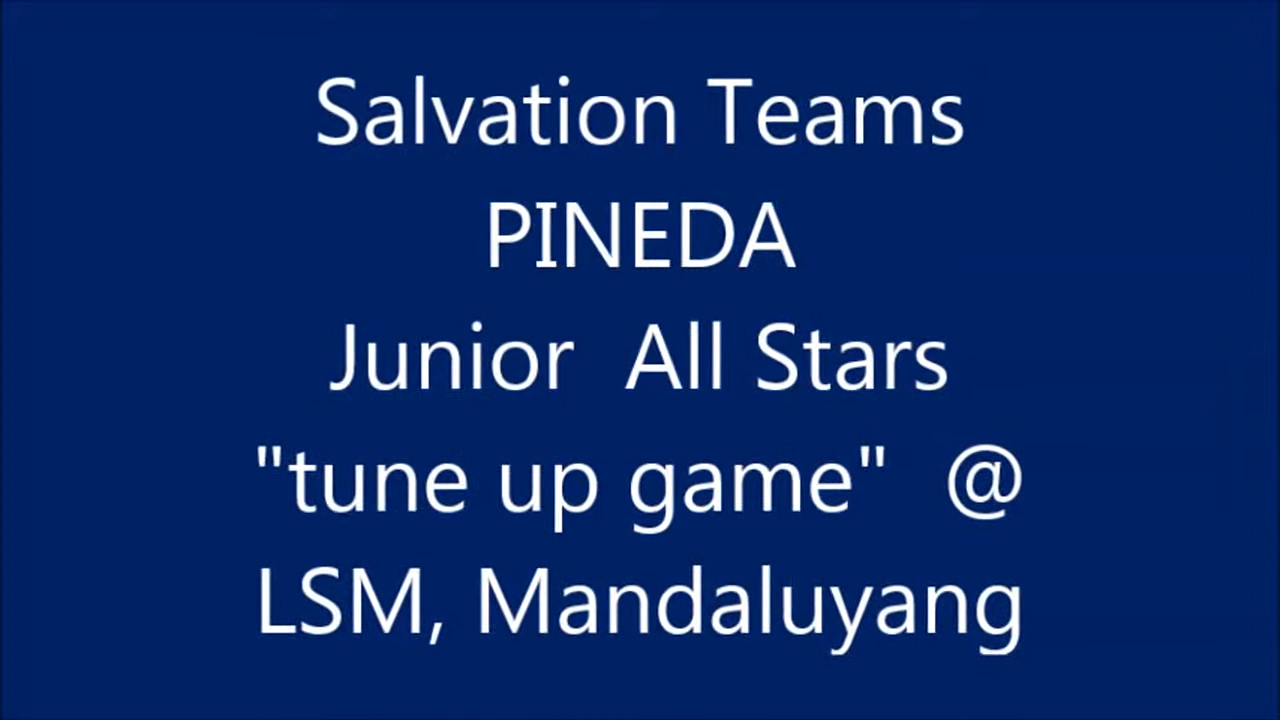 Salvation Teams
PINEDA
Junior  All Stars
"tune up game"  @
LSM, Mandaluyang